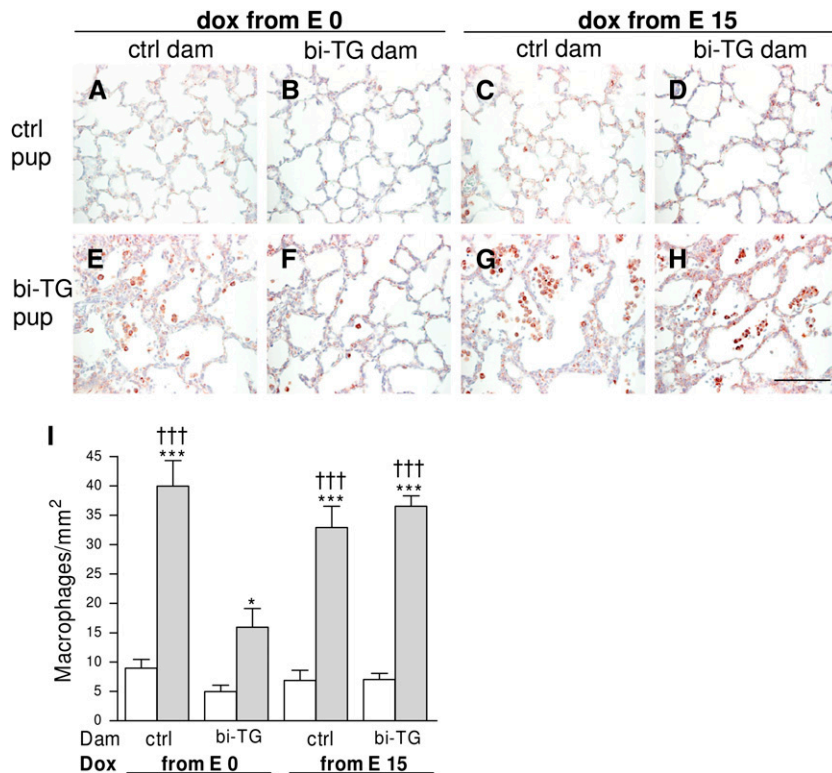 dox from E 0 dox from E 15
ctrl dam bi-TG dam ctrl dam bi-TG dam
A B C D
ctrl
pup
E F G H
bi-TG
pup
I
Macrophages/mm²
45
40
35
30
25
20
15
10
5
0
†††
***
*
†††
***
†††
***
Dam ctrl bi-TG ctrl bi-TG
Dox from E 0 from E 15